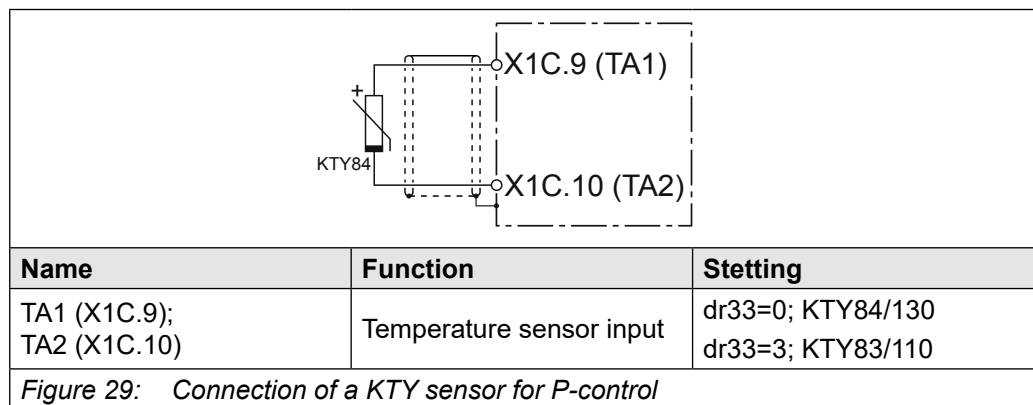 X1C.9 (TA1)
+
KTY84
X1C.10 (TA2)
Name Function Stetting
TA1 (X1C.9);
TA2 (X1C.10)
Temperature sensor input
dr33=0; KTY84/130
dr33=3; KTY83/110
Figure 29: Connection of a KTY sensor for P-control